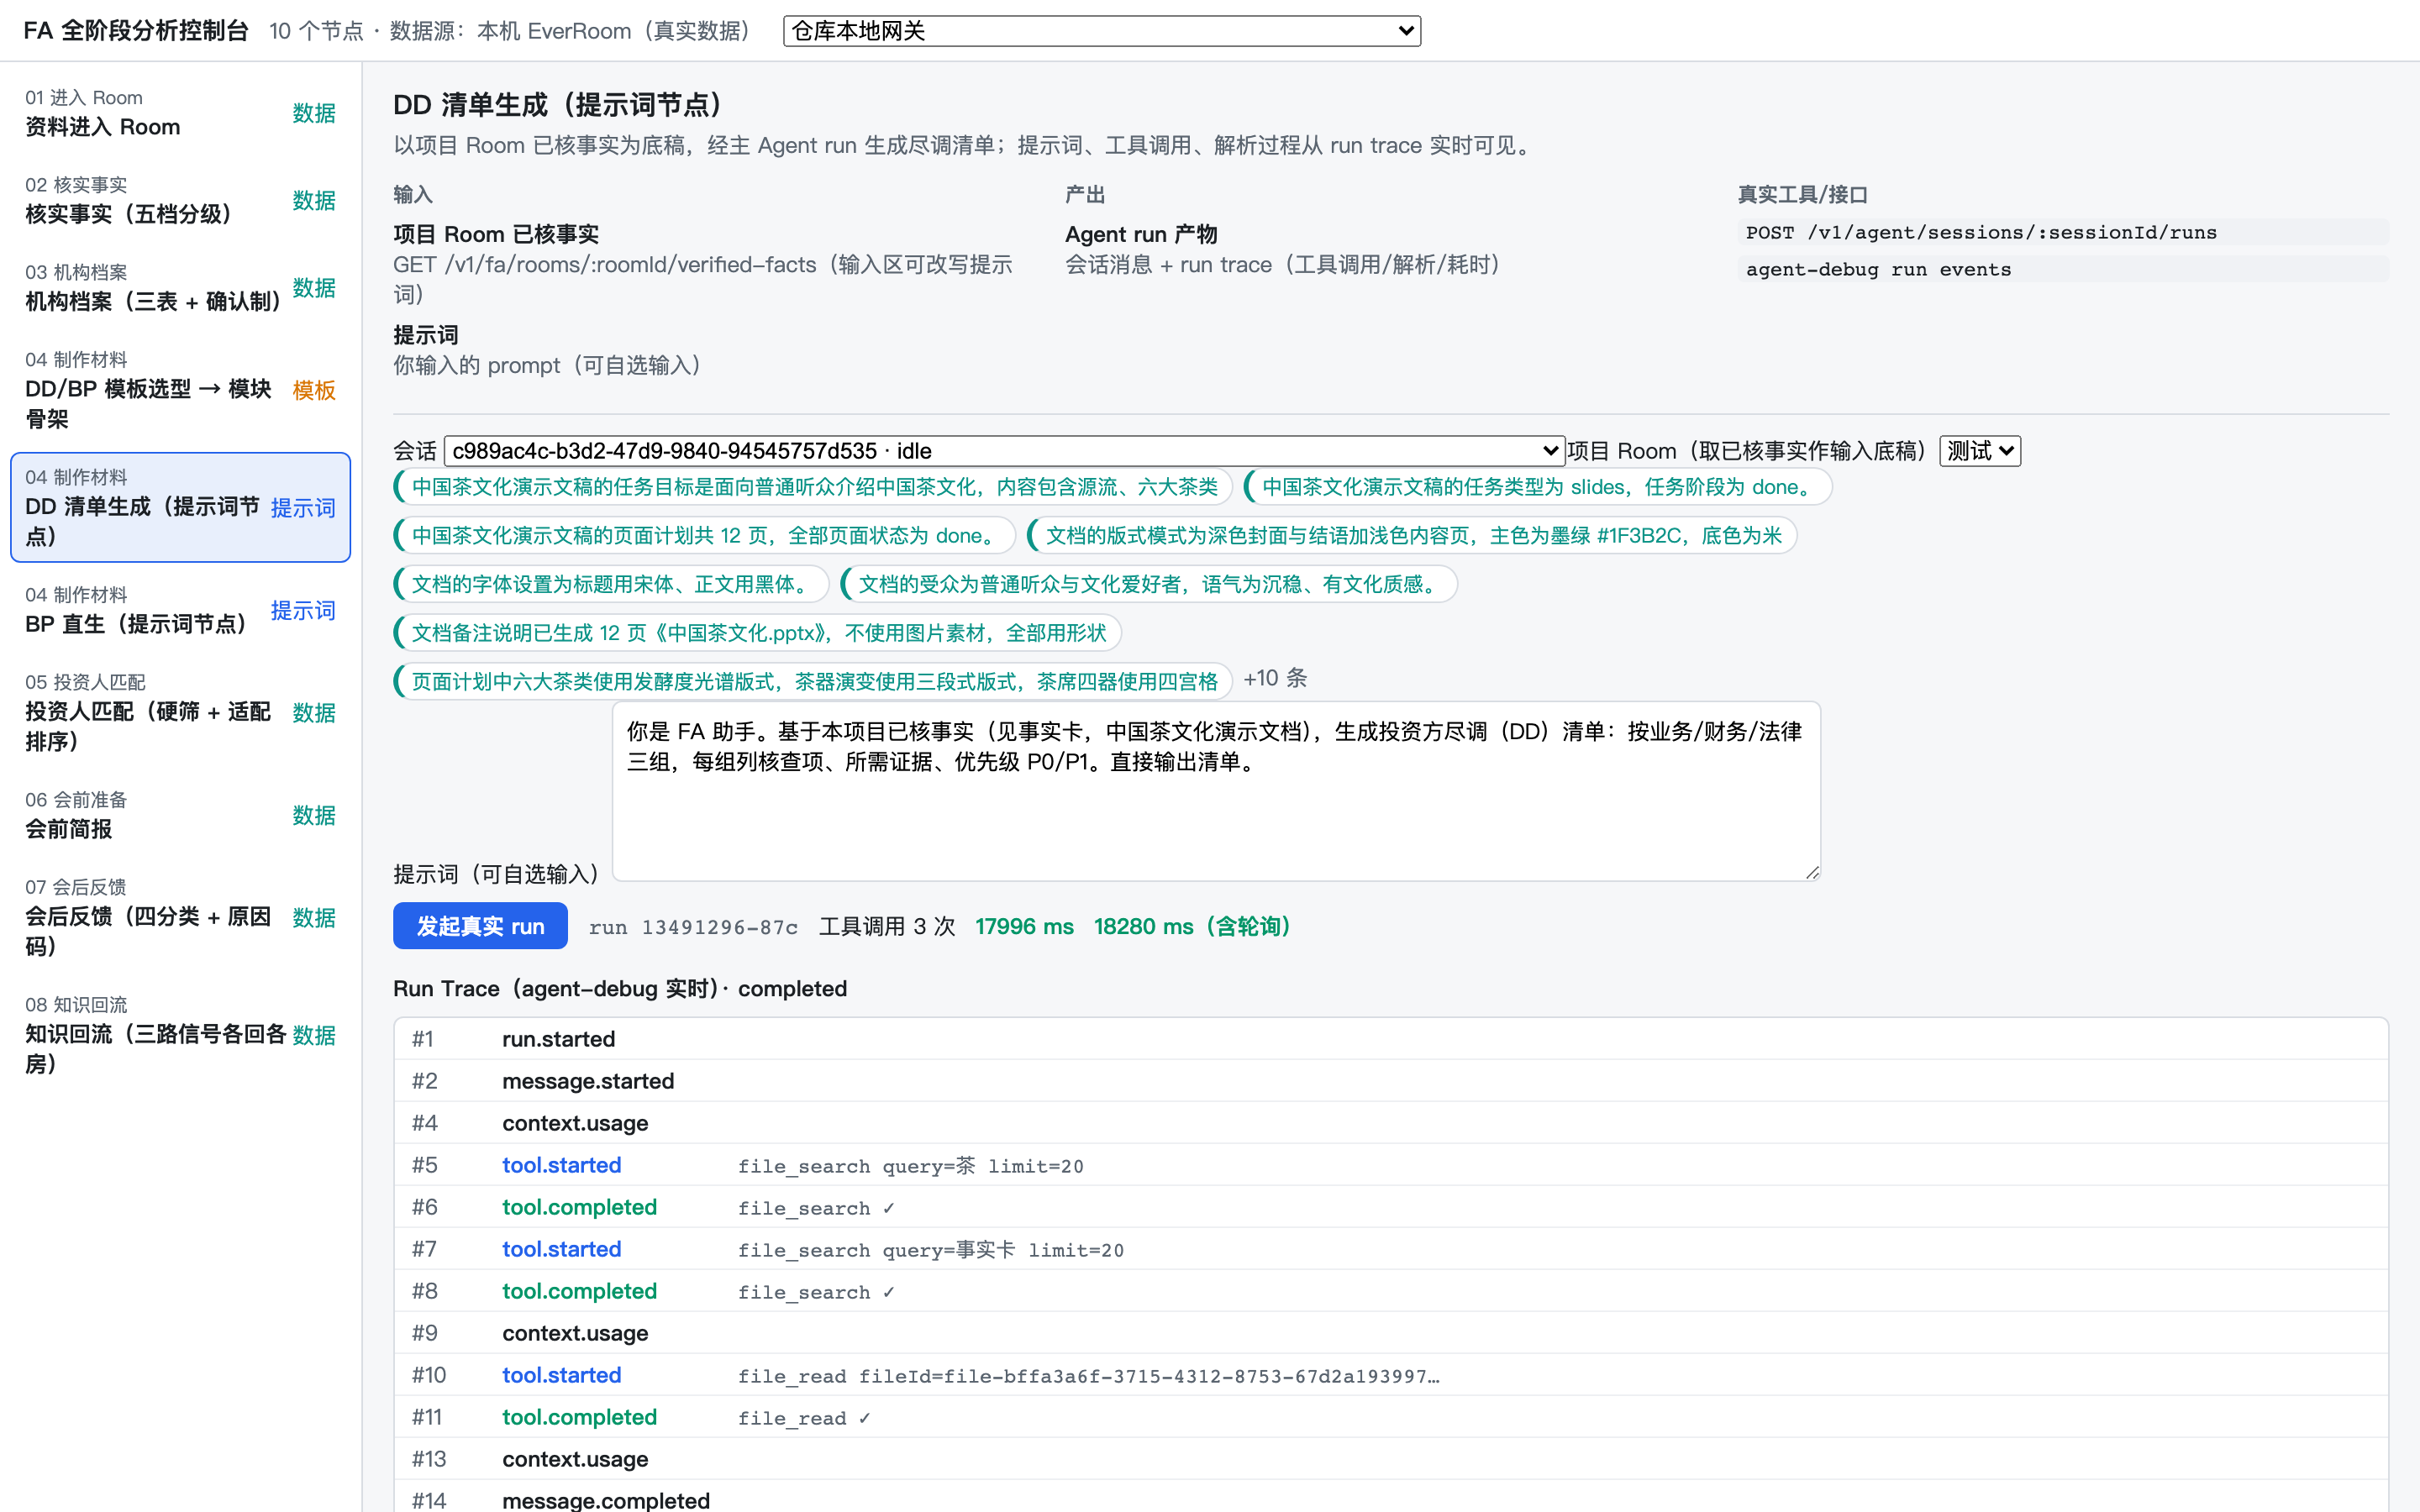 FA 全阶段分析控制台 10 个节点 · 数据源：本机 EverRoom（真实数据） 仓库本地网关
01 进入 Room
资料进入 Room
数据
02 核实事实
核实事实（五档分级）
数据
03 机构档案
机构档案（三表 + 确认制）
数据
04 制作材料
DD/BP 模板选型 → 模块
骨架
模板
04 制作材料
DD 清单生成（提示词节
点）
提示词
04 制作材料
BP 直生（提示词节点）
提示词
05 投资人匹配
投资人匹配（硬筛 + 适配
排序）
数据
06 会前准备
会前简报
数据
07 会后反馈
会后反馈（四分类 + 原因
码）
数据
08 知识回流
知识回流（三路信号各回各
房）
数据
DD 清单生成（提示词节点）
以项目 Room 已核事实为底稿，经主 Agent run 生成尽调清单；提示词、工具调用、解析过程从 run trace 实时可见。
输入
项目 Room 已核事实
GET /v1/fa/rooms/:roomId/verified-facts（输入区可改写提示
词）
提示词
你输入的 prompt（可自选输入）
产出
Agent run 产物
会话消息 + run trace（工具调用/解析/耗时）
真实工具/接口
POST /v1/agent/sessions/:sessionId/runs
agent-debug run events
会话 c989ac4c-b3d2-47d9-9840-94545757d535 · idle 项目 Room（取已核事实作输入底稿） 测试
中国茶文化演示文稿的任务目标是面向普通听众介绍中国茶文化，内容包含源流、六大茶类 中国茶文化演示文稿的任务类型为 slides，任务阶段为 done。
中国茶文化演示文稿的页面计划共 12 页，全部页面状态为 done。 文档的版式模式为深色封面与结语加浅色内容页，主色为墨绿 #1F3B2C，底色为米
文档的字体设置为标题用宋体、正文用黑体。 文档的受众为普通听众与文化爱好者，语气为沉稳、有文化质感。
文档备注说明已生成 12 页《中国茶文化.pptx》，不使用图片素材，全部用形状
页面计划中六大茶类使用发酵度光谱版式，茶器演变使用三段式版式，茶席四器使用四宫格 +10 条
你是 FA 助手。基于本项目已核事实（见事实卡，中国茶文化演示文档），生成投资方尽调（DD）清单：按业务/财务/法律
三组，每组列核查项、所需证据、优先级 P0/P1。直接输出清单。
提示词（可自选输入）
发起真实 run run 13491296-87c 工具调用 3 次 17996 ms 18280 ms（含轮询）
Run Trace（agent-debug 实时）· completed
#1 run.started
#2 message.started
#4 context.usage
#5 tool.started file_search query=茶 limit=20
#6 tool.completed file_search ✓
#7 tool.started file_search query=事实卡 limit=20
#8 tool.completed file_search ✓
#9 context.usage
#10 tool.started file_read fileId=file-bffa3a6f-3715-4312-8753-67d2a193997…
#11 tool.completed file_read ✓
#13 context.usage
#14 message.completed